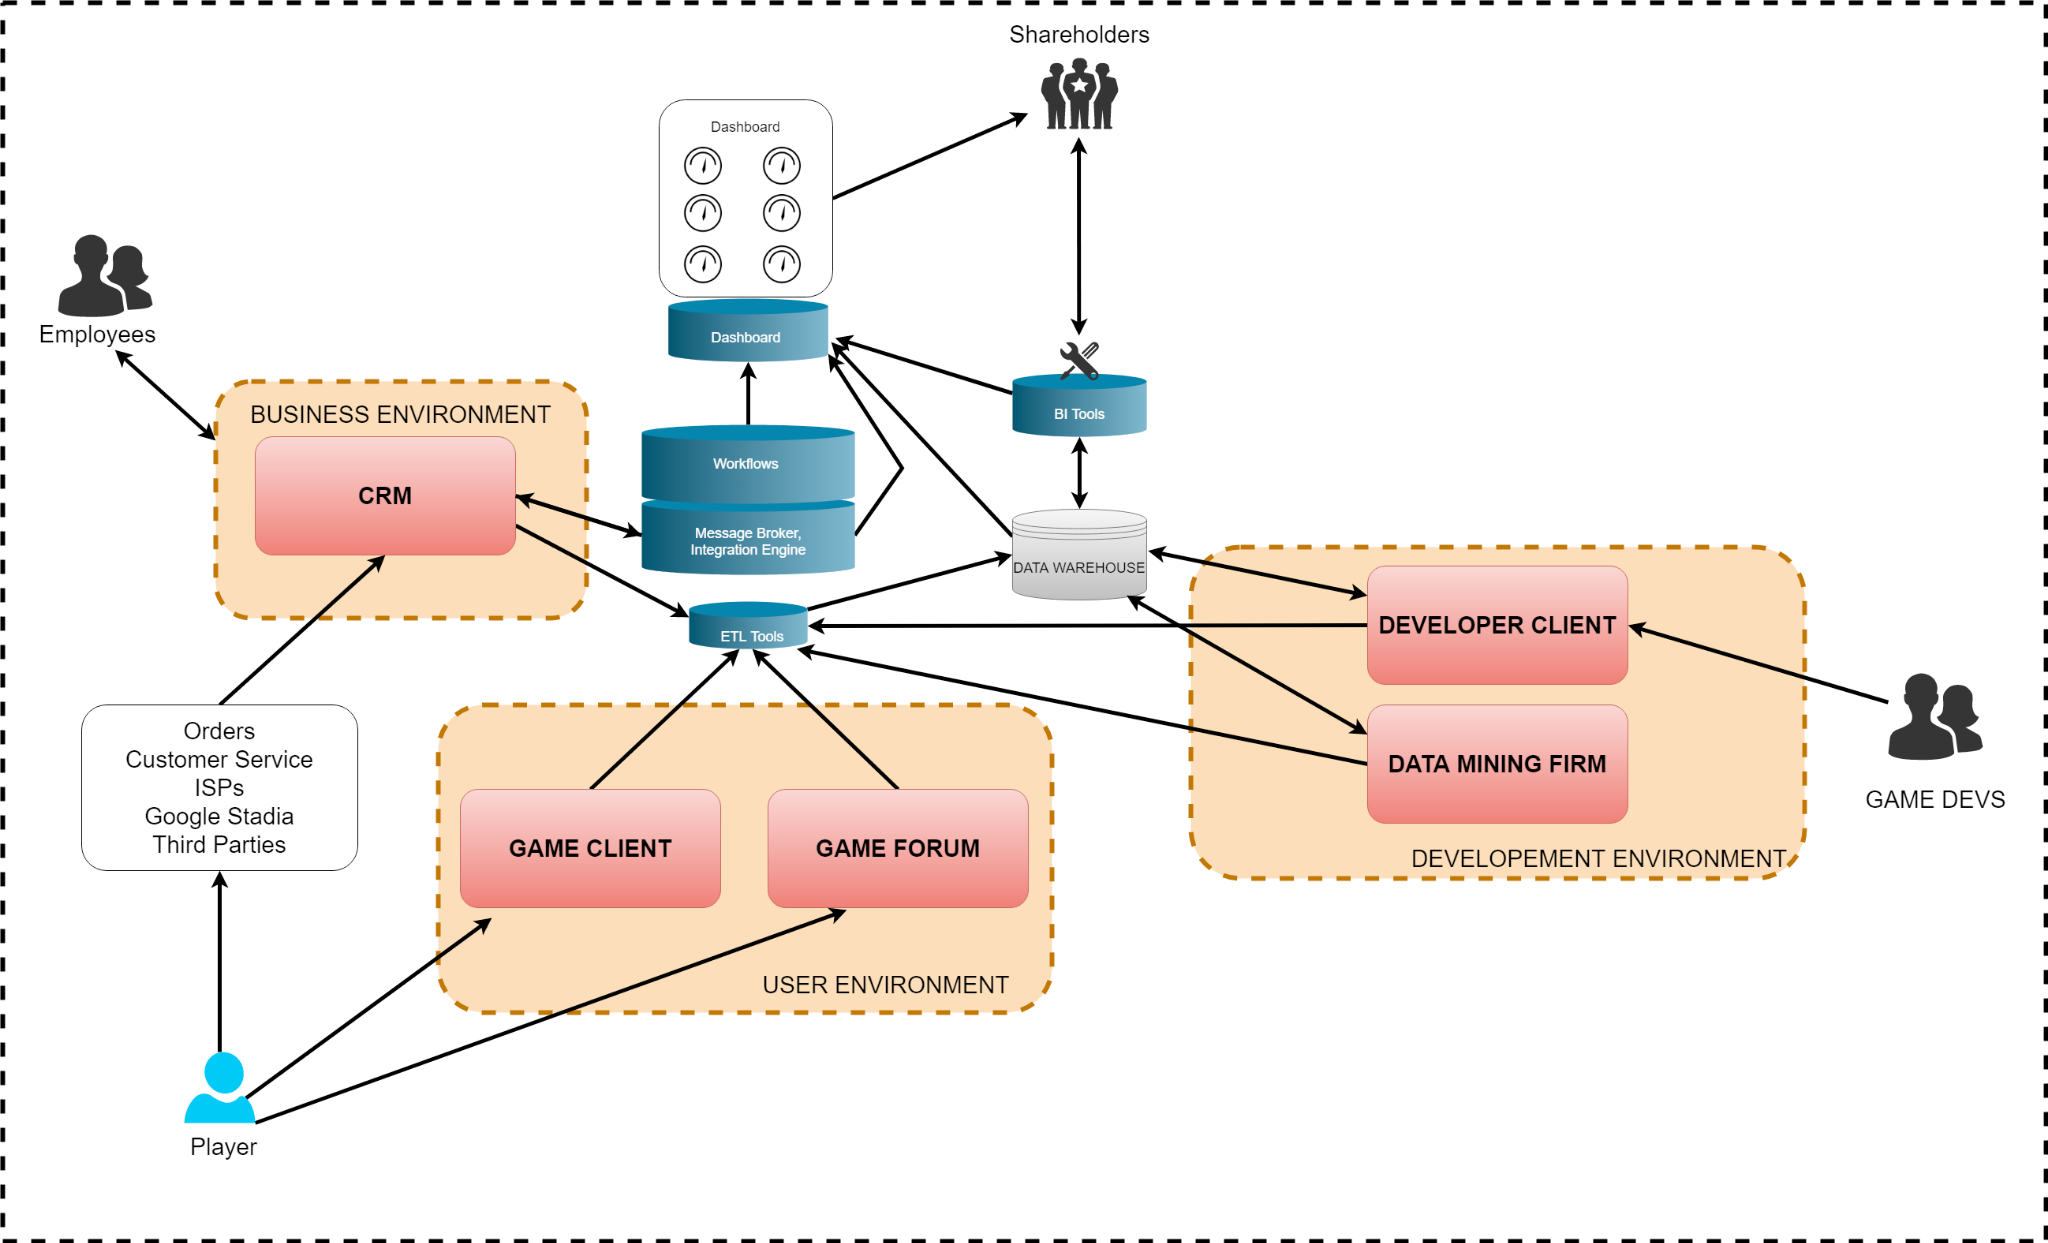 Shareholders
Dashboard
Employees
Dashboard
BUSINESS ENVIRONMENT
BI Tools
Workflows
CRM
Message Broker,
Integration Engine
DATA WAREHOUSE
DEVELOPER CLIENT
ETL Tools
Orders
Customer Service
ISPs
Google Stadia
Third Parties
DATA MINING FIRM
GAME DEVS
GAME CLIENT
GAME FORUM
DEVELOPEMENT ENVIRONMENT
USER ENVIRONMENT
Player